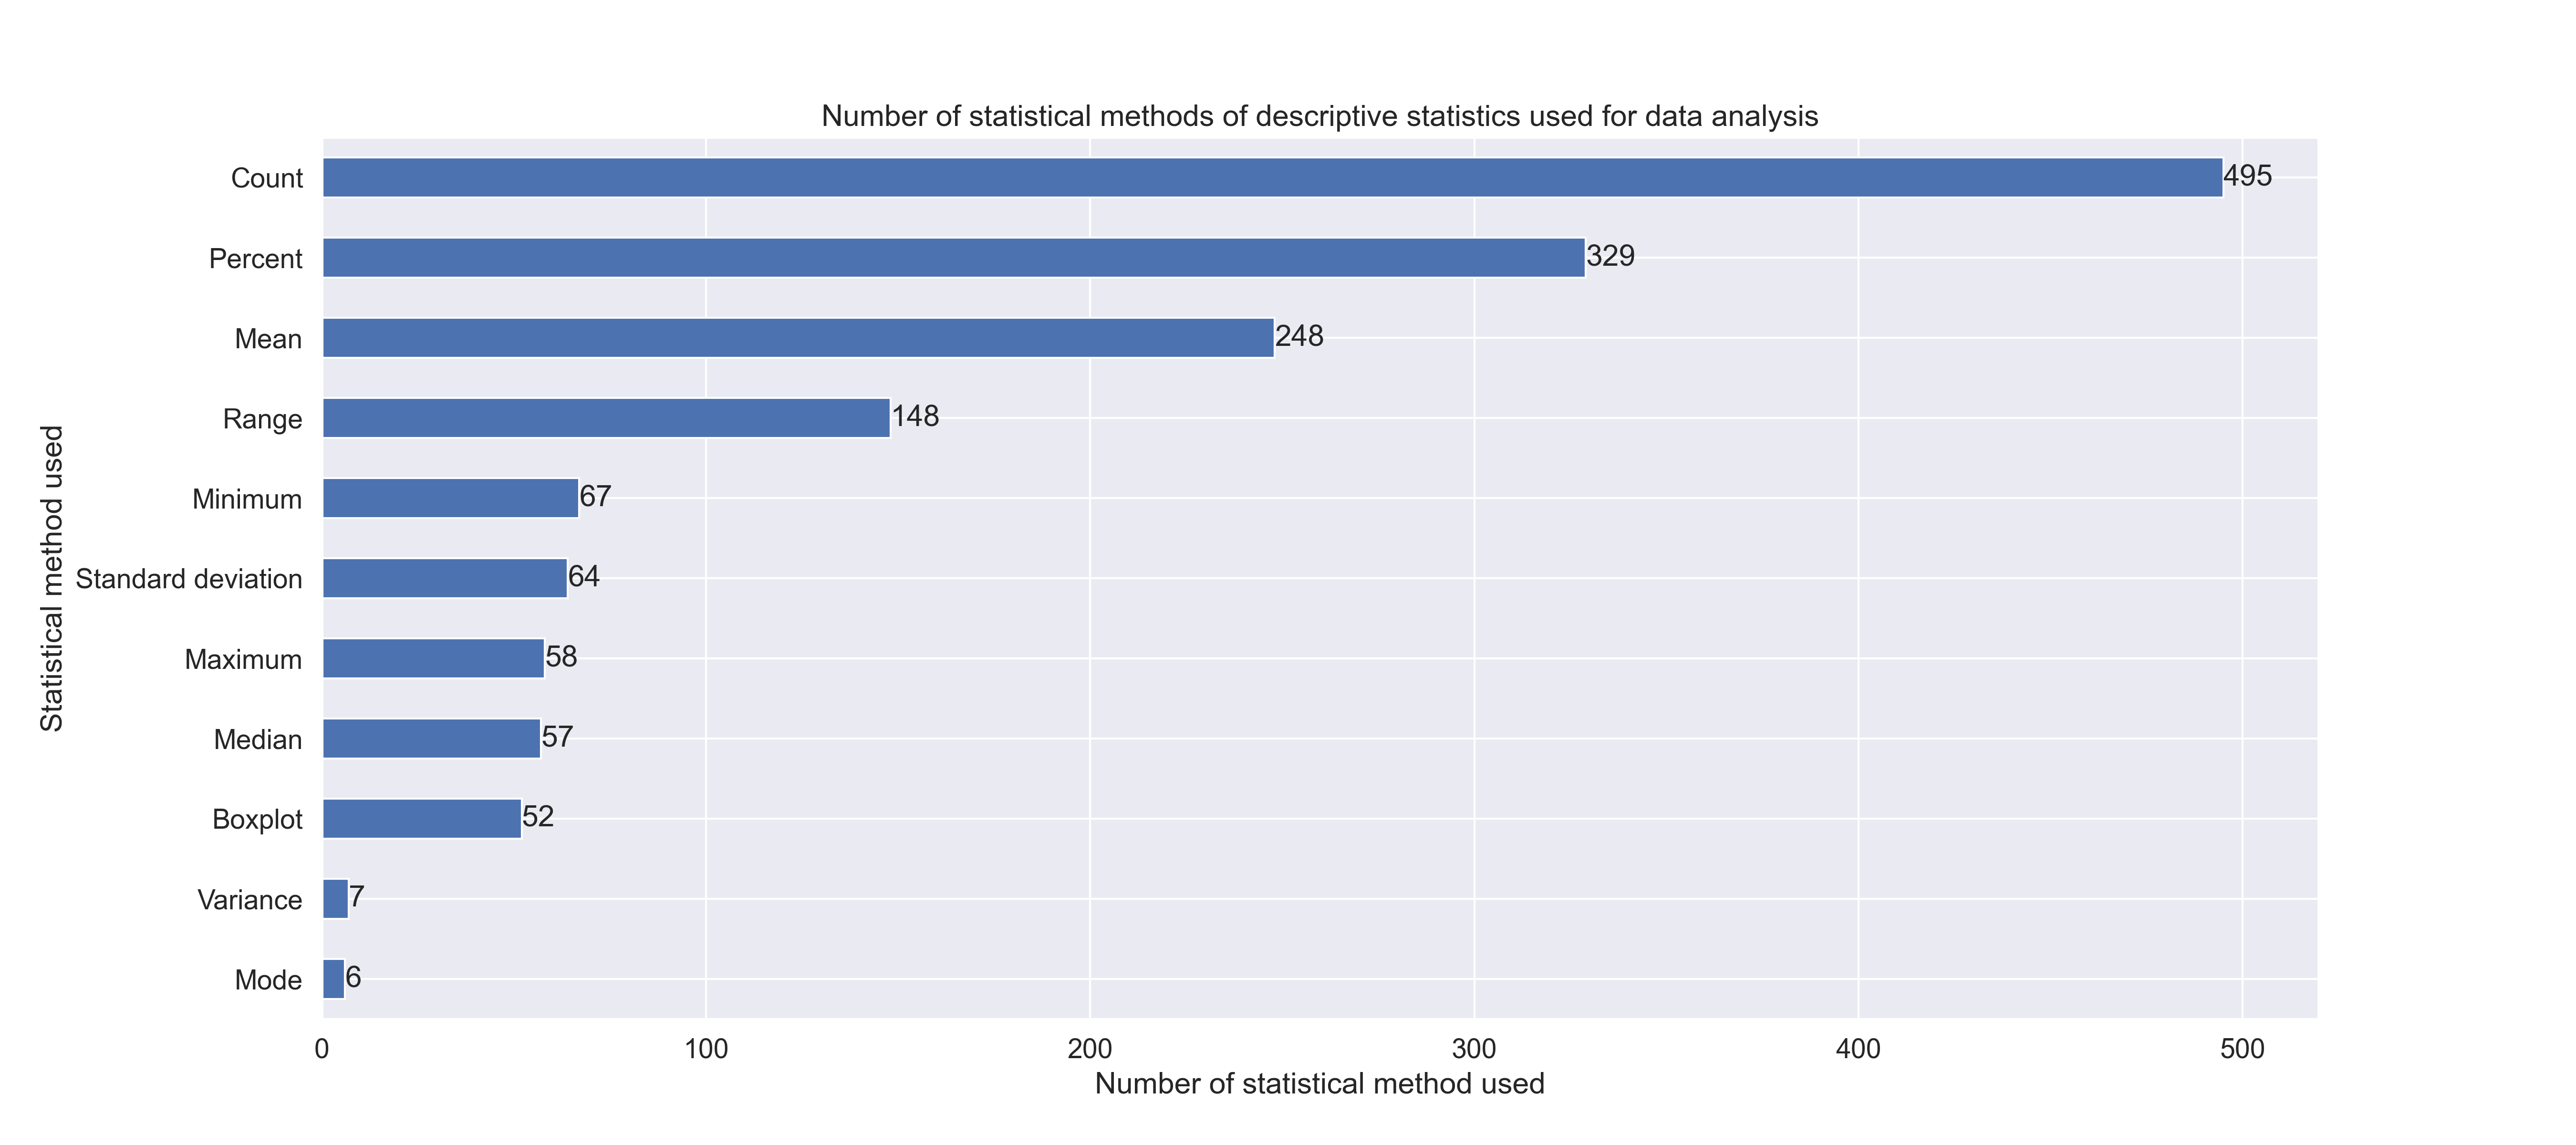 Number of statistical methods of descriptive statistics used for data analysis
Statistical method used
Count 495
Percent 329
Mean 248
Range 148
Minimum 67
Standard deviation 64
Maximum 58
Median 57
Boxplot 52
Variance 7
Mode 6
0 100 200 300 400 500
Number of statistical method used